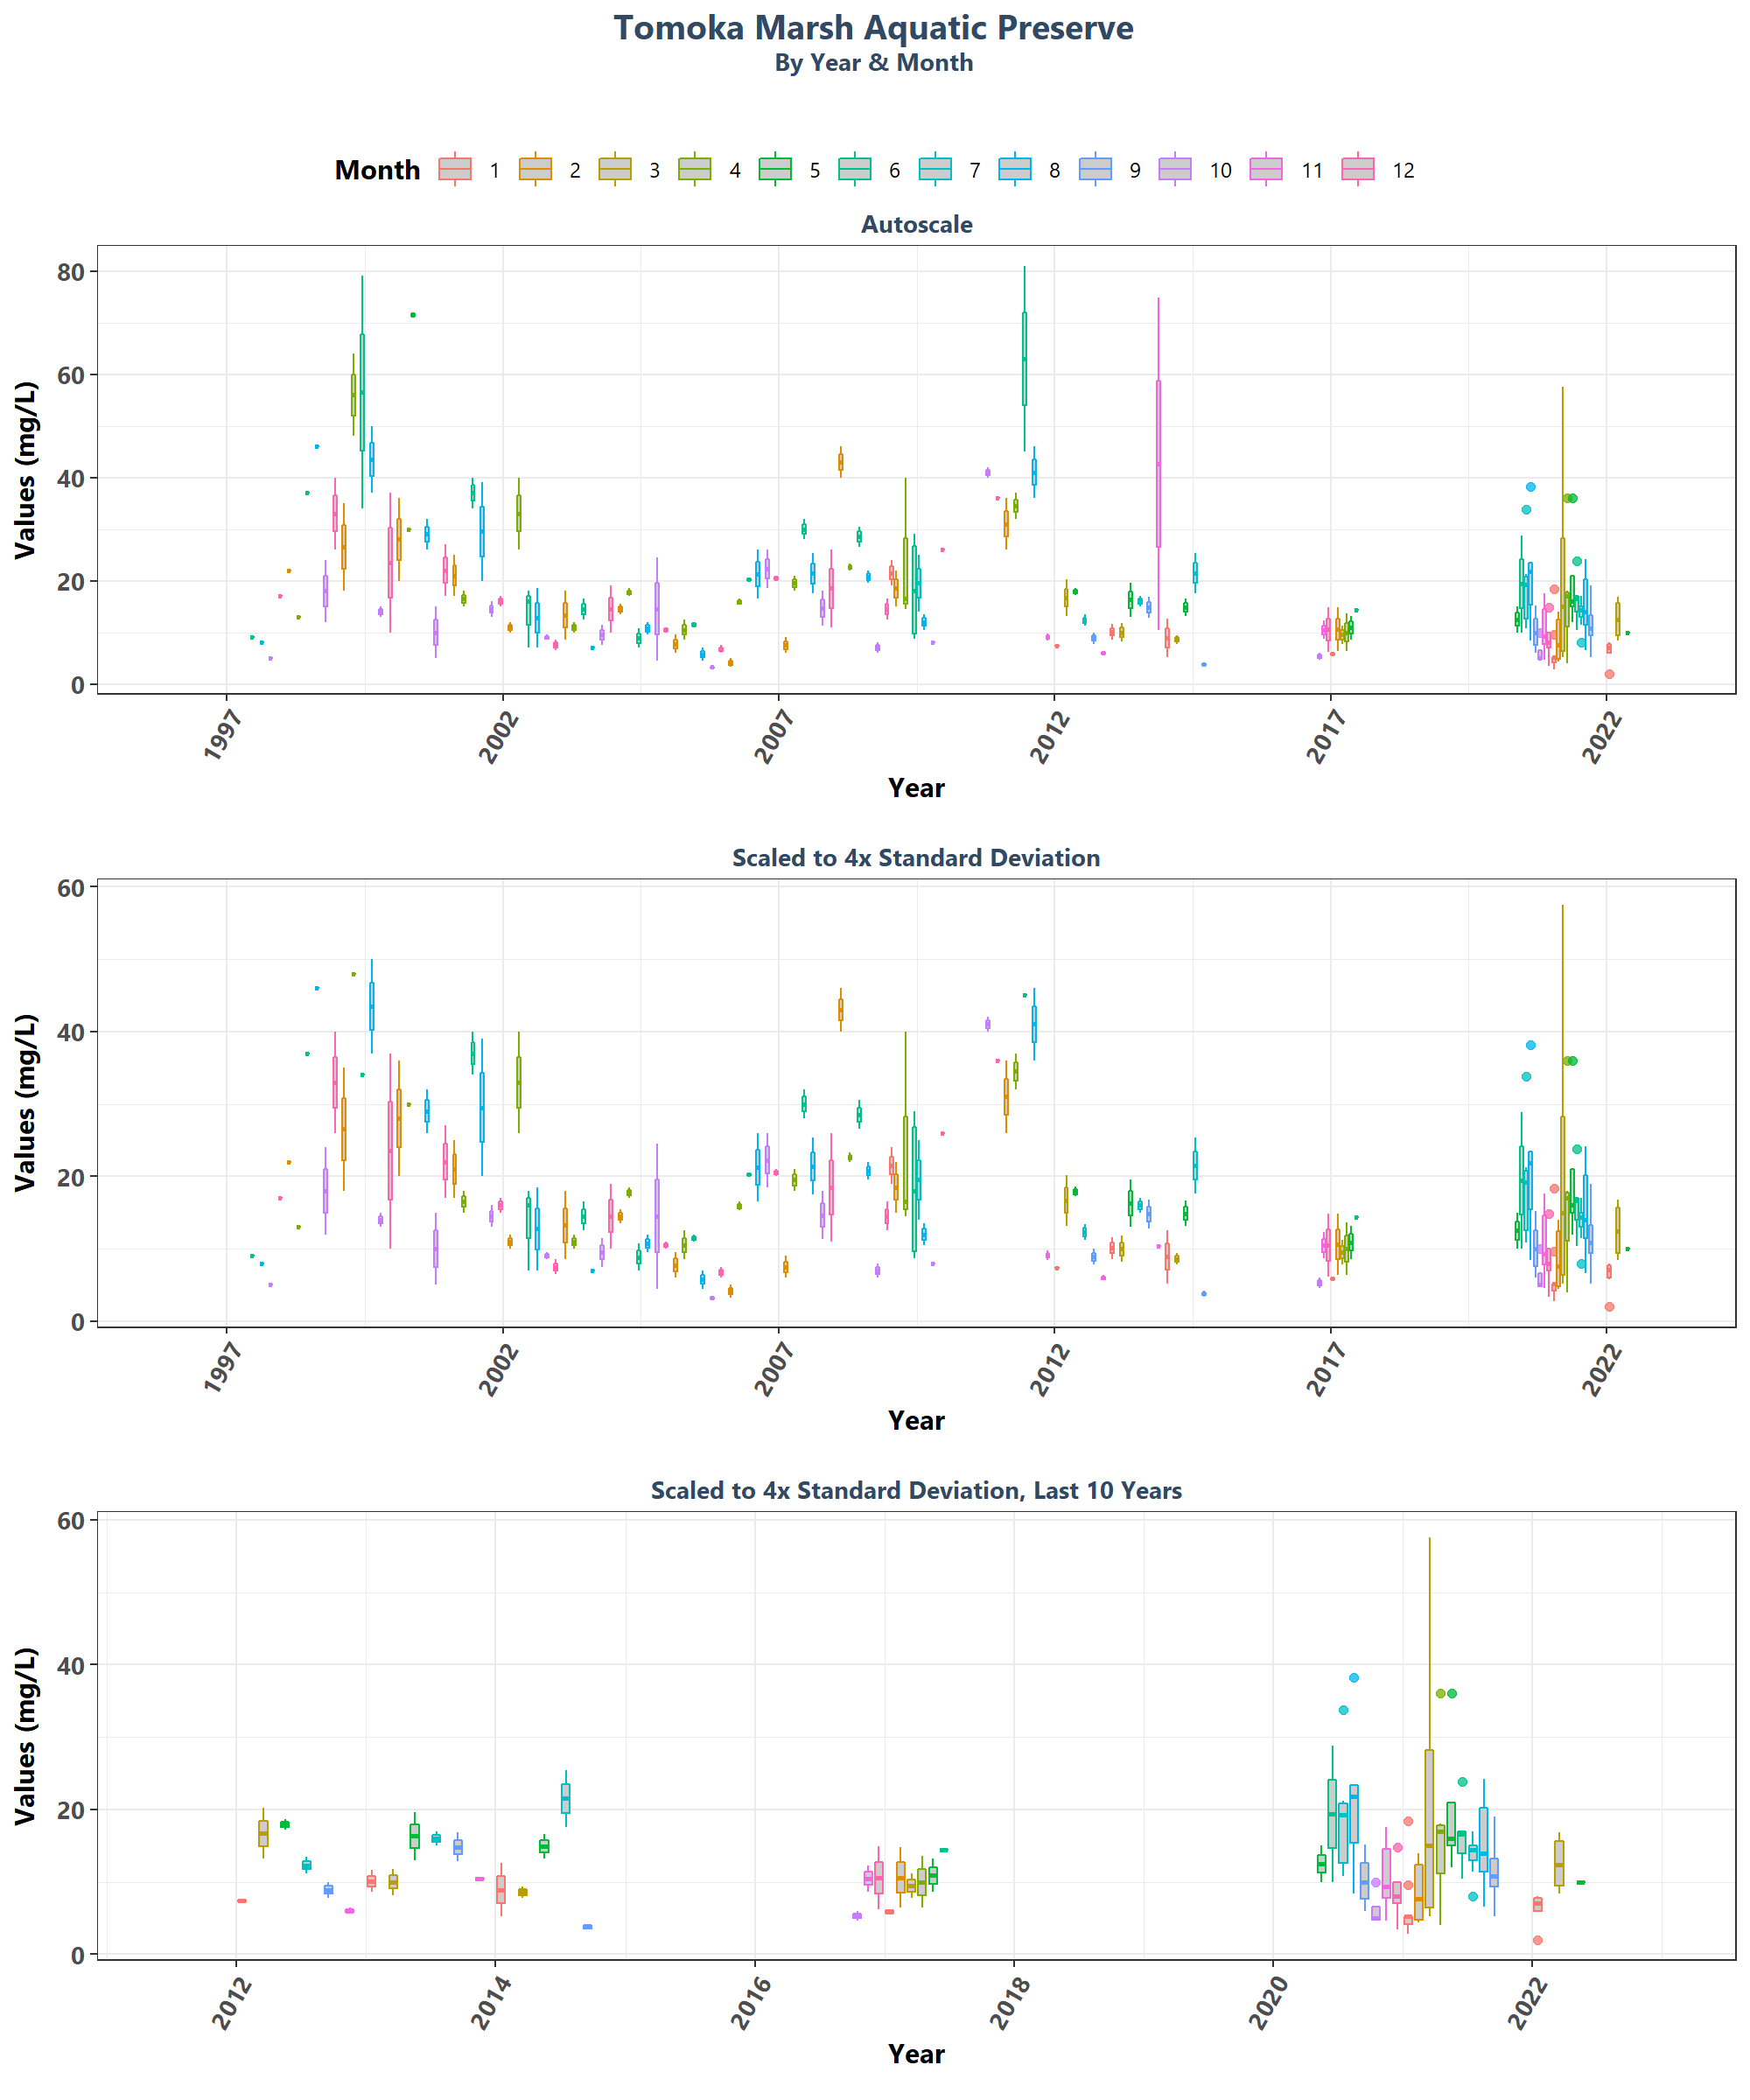 Tomoka Marsh Aquatic Preserve
By Year & Month
Month 1 2 3 4 5 6 7 8 9 10 11 12
Autoscale
80
60
40
20
0
Values (mg/L)
1997 2002 2007 2012 2017 2022
Year
Scaled to 4x Standard Deviation
60
40
20
0
Values (mg/L)
1997 2002 2007 2012 2017 2022
Year
Scaled to 4x Standard Deviation, Last 10 Years
60
40
20
0
Values (mg/L)
2012 2014 2016 2018 2020 2022
Year